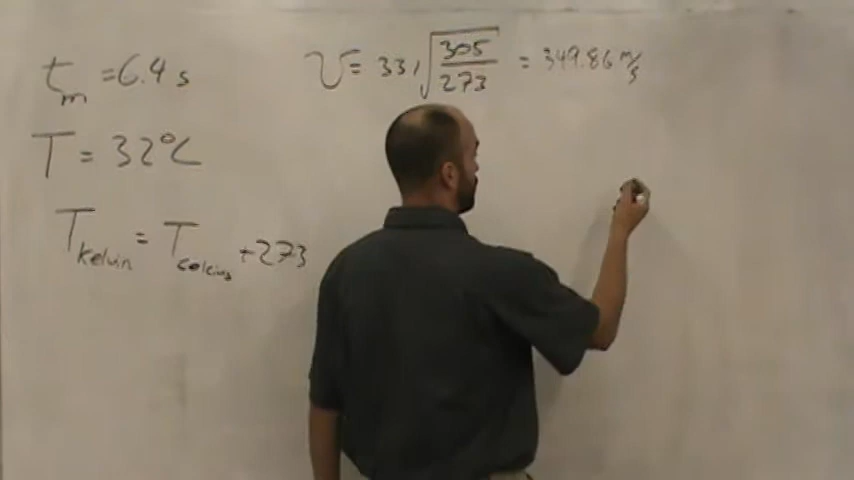 t_m = 6.4 s
v = 331 √(305/273) = 349.86 m/s
T = 32°C
T_kelvin = T_celcius + 273